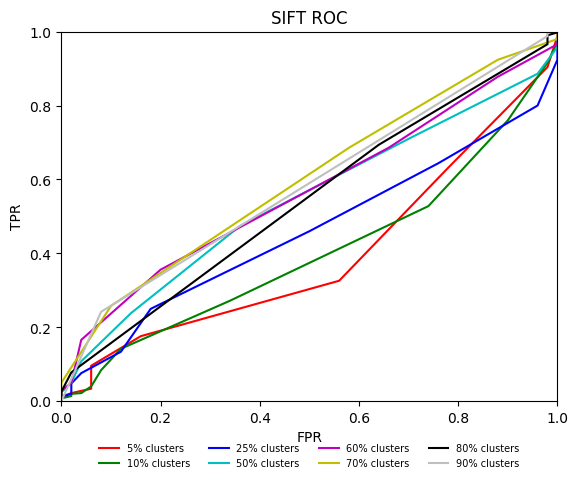 SIFT ROC
1.0
0.8
0.6
0.4
0.2
0.0
TPR
0.0 0.2 0.4 0.6 0.8 1.0
FPR
5% clusters 25% clusters 60% clusters 80% clusters
10% clusters 50% clusters 70% clusters 90% clusters